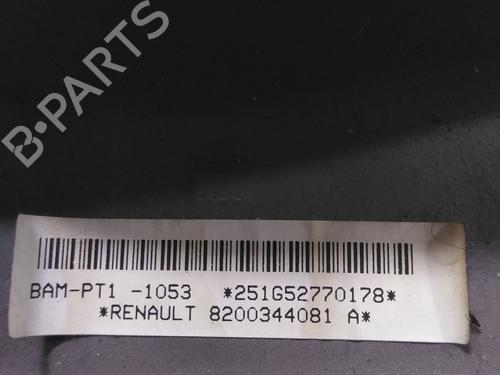 B-PARTS
BAM-PT1 -1053 *251G52770178*
*RENAULT 8200344081 A*